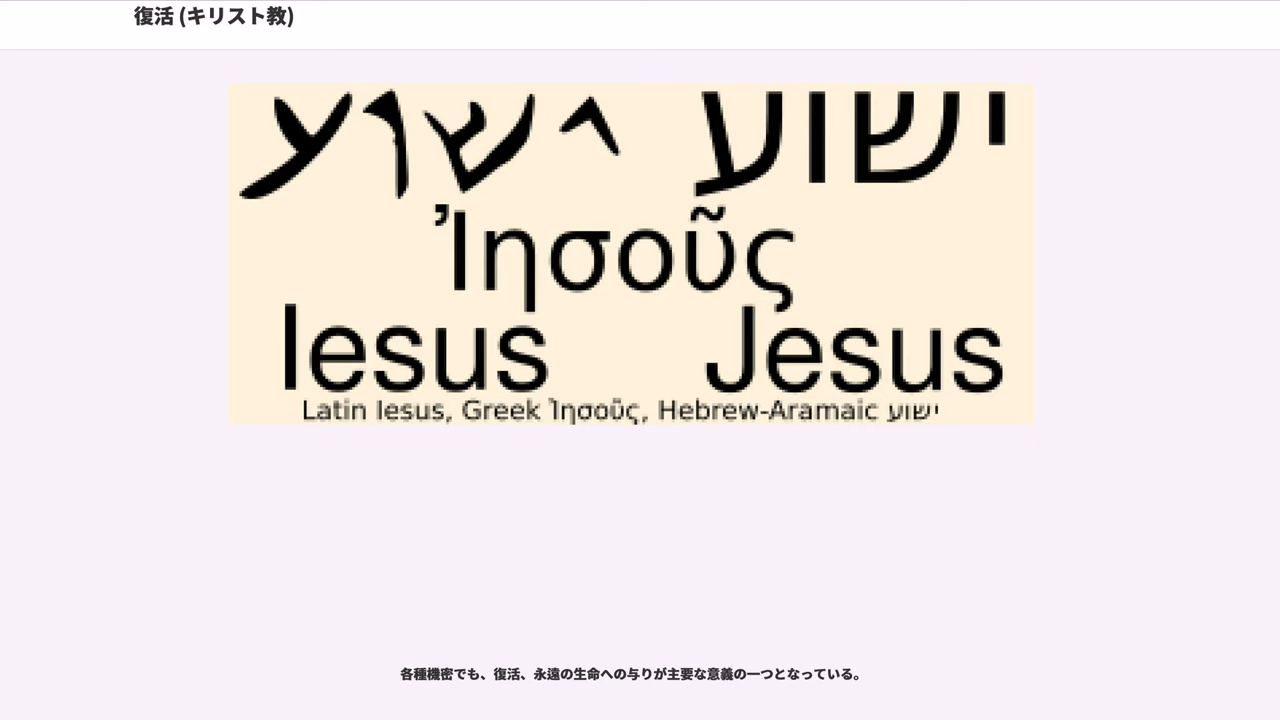 復活 (キリスト教)
ישוע ישוע
Ἰησοῦς
Iesus Jesus
Latin Iesus, Greek Ἰησοῦς, Hebrew-Aramaic ישוע
各種機密でも、復活、永遠の生命への与りが主要な意義の一つとなっている。